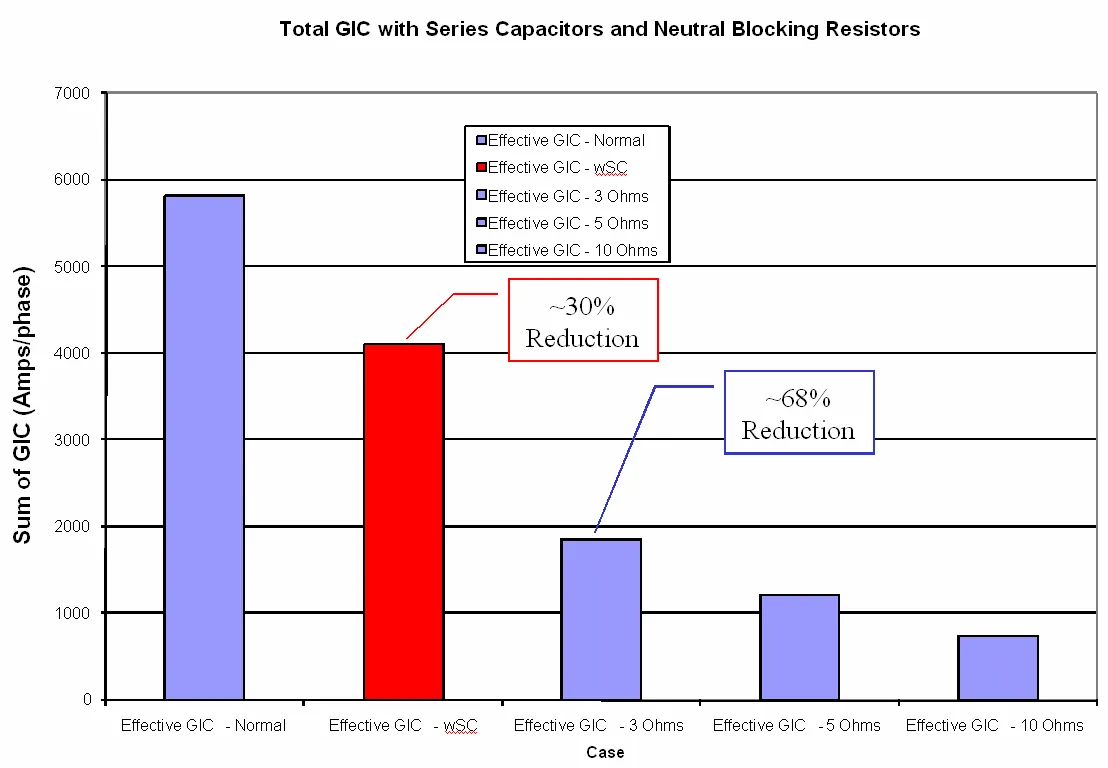 Total GIC with Series Capacitors and Neutral Blocking Resistors
7000
6000
5000
4000
3000
2000
1000
0
Sum of GIC (Amps/phase)
Effective GIC - Normal
Effective GIC - wSC
Effective GIC - 3 Ohms
Effective GIC - 5 Ohms
Effective GIC - 10 Ohms
~30%
Reduction
~68%
Reduction
Effective GIC - Normal
Effective GIC - wSC
Effective GIC - 3 Ohms
Effective GIC - 5 Ohms
Effective GIC - 10 Ohms
Case